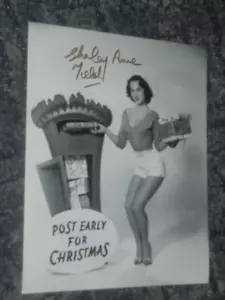 Shirley Anne
Field
POST EARLY
FOR
CHRISTMAS